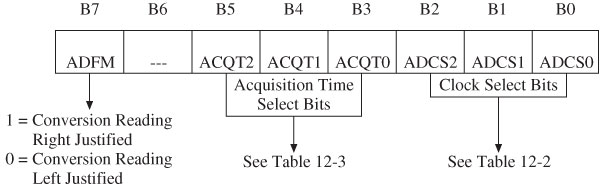 B7 B6 B5 B4 B3 B2 B1 B0
ADFM --- ACQT2 ACQT1 ACQT0 ADCS2 ADCS1 ADCS0
Acquisition Time
Select Bits
Clock Select Bits
1 = Conversion Reading
Right Justified
0 = Conversion Reading
Left Justified
See Table 12-3
See Table 12-2